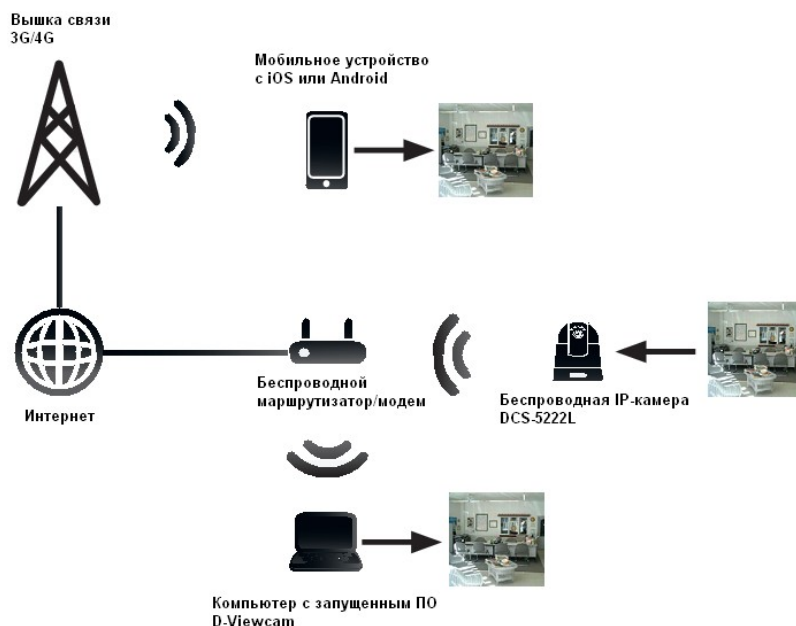 Вышка связи
3G/4G
Мобильное устройство
с iOS или Android
Интернет
Беспроводной
маршрутизатор/модем
Беспроводная IP-камера
DCS-5222L
Компьютер с запущенным ПО
D-Viewcam